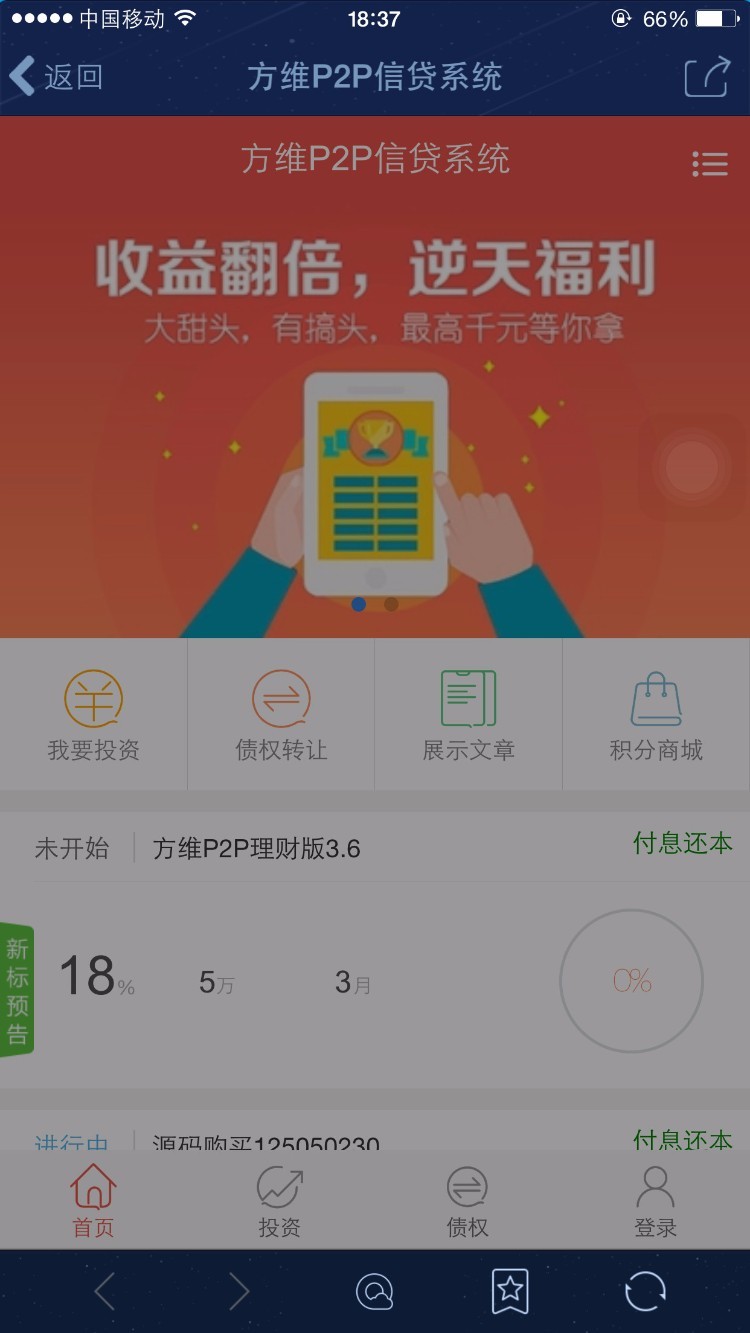 中国移动 18:37 66%
返回 方维P2P信贷系统
方维P2P信贷系统
收益翻倍，逆天福利
大甜头，有搞头，最高千元等你拿
我要投资 债权转让 展示文章 积分商城
未开始 方维P2P理财版3.6 付息还本
新标预告
18% 5万 3月 0%
进行中 源码购买125050230 付息还本
首页 投资 债权 登录